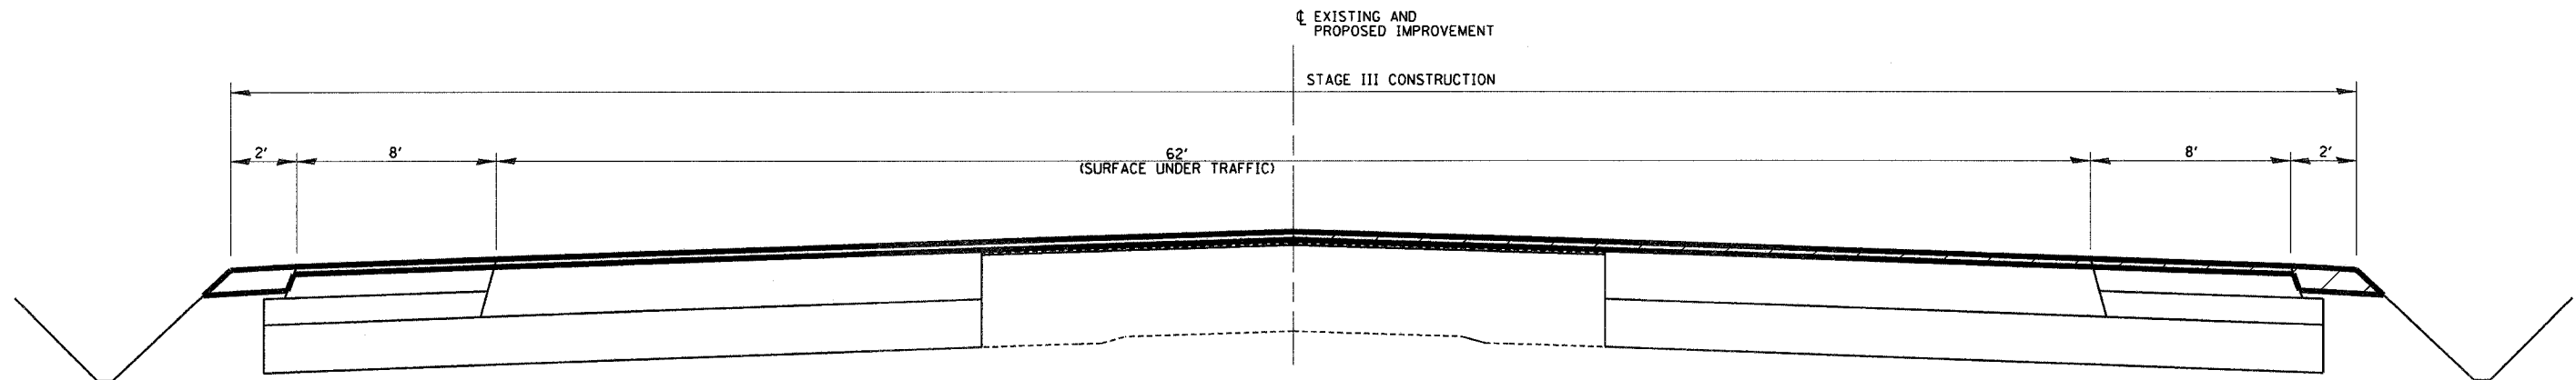 ℄ EXISTING AND
PROPOSED IMPROVEMENT
STAGE III CONSTRUCTION
2' 8' 62' 8' 2'
(SURFACE UNDER TRAFFIC)